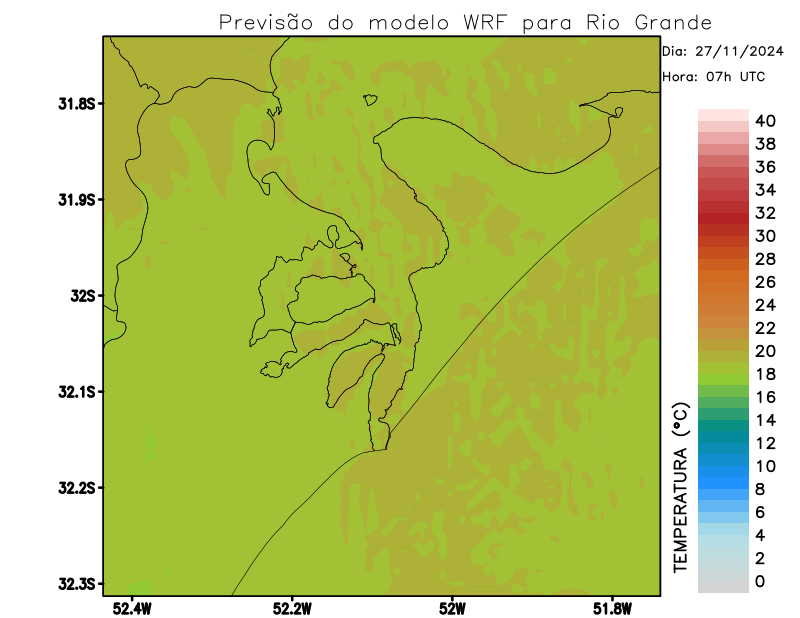 Previsão do modelo WRF para Rio Grande
Dia: 27/11/2024
Hora: 07h UTC
31.8S
31.9S
32S
32.1S
32.2S
32.3S
52.4W
52.2W
52W
51.8W
TEMPERATURA (°C)
40
38
36
34
32
30
28
26
24
22
20
18
16
14
12
10
8
6
4
2
0